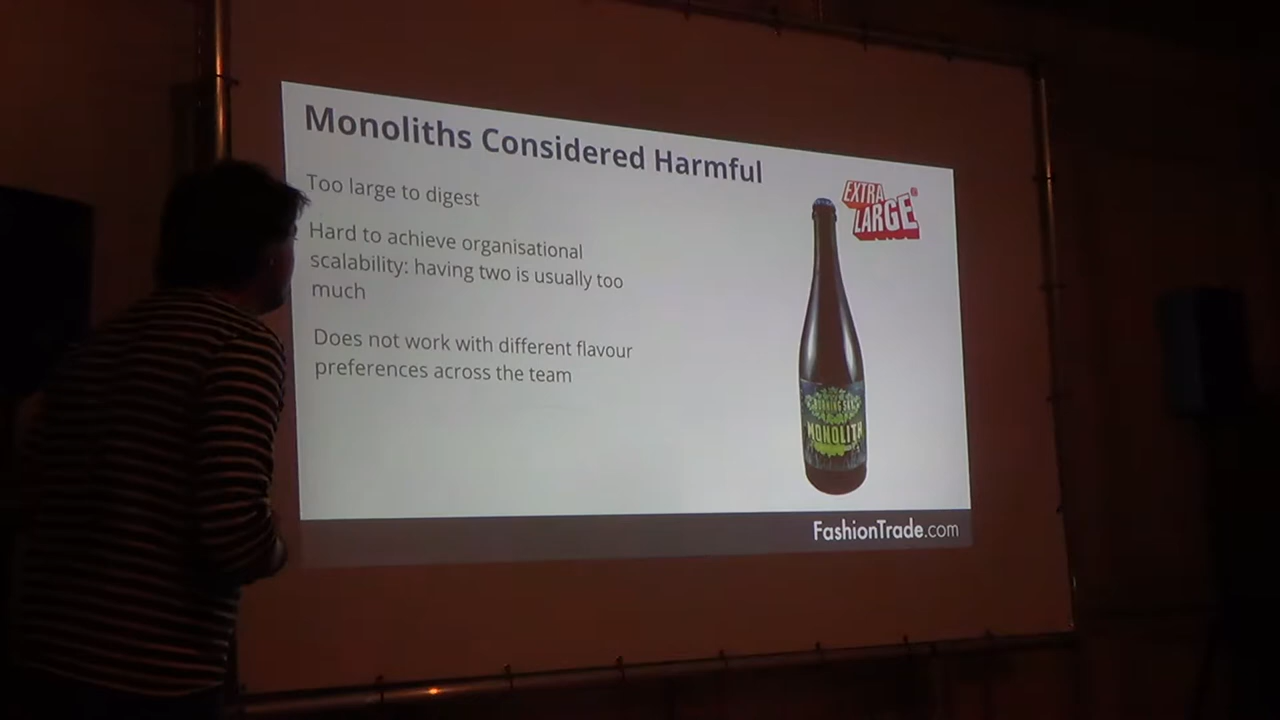 Monoliths Considered Harmful
Too large to digest
Hard to achieve organisational
scalability: having two is usually too
much
Does not work with different flavour
preferences across the team
EXTRA
LARGE
MONOLITH
FashionTrade.com